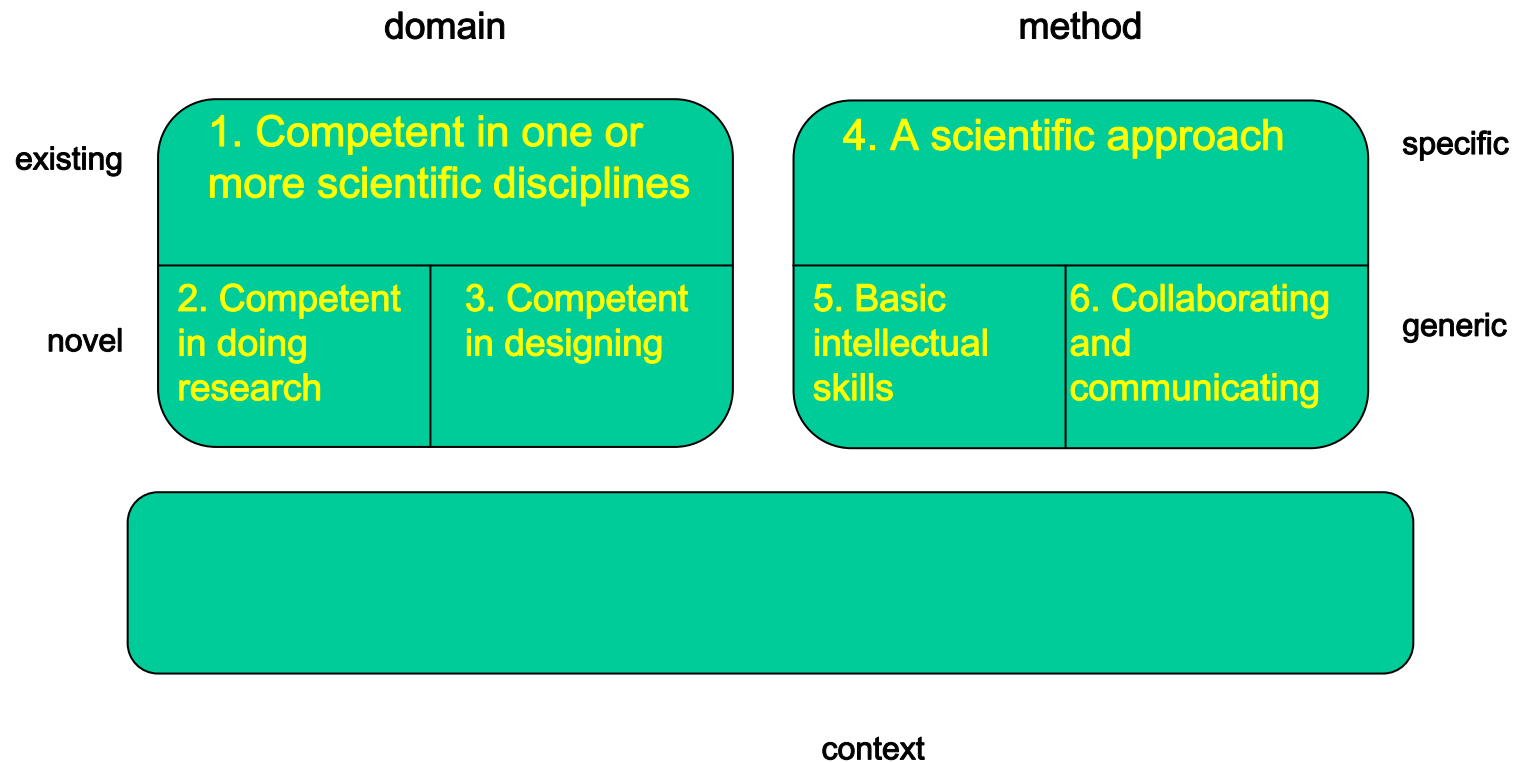 domain
method
existing
1. Competent in one or
more scientific disciplines
4. A scientific approach
specific
novel
2. Competent
in doing
research
3. Competent
in designing
5. Basic
intellectual
skills
6. Collaborating
and
communicating
generic
context